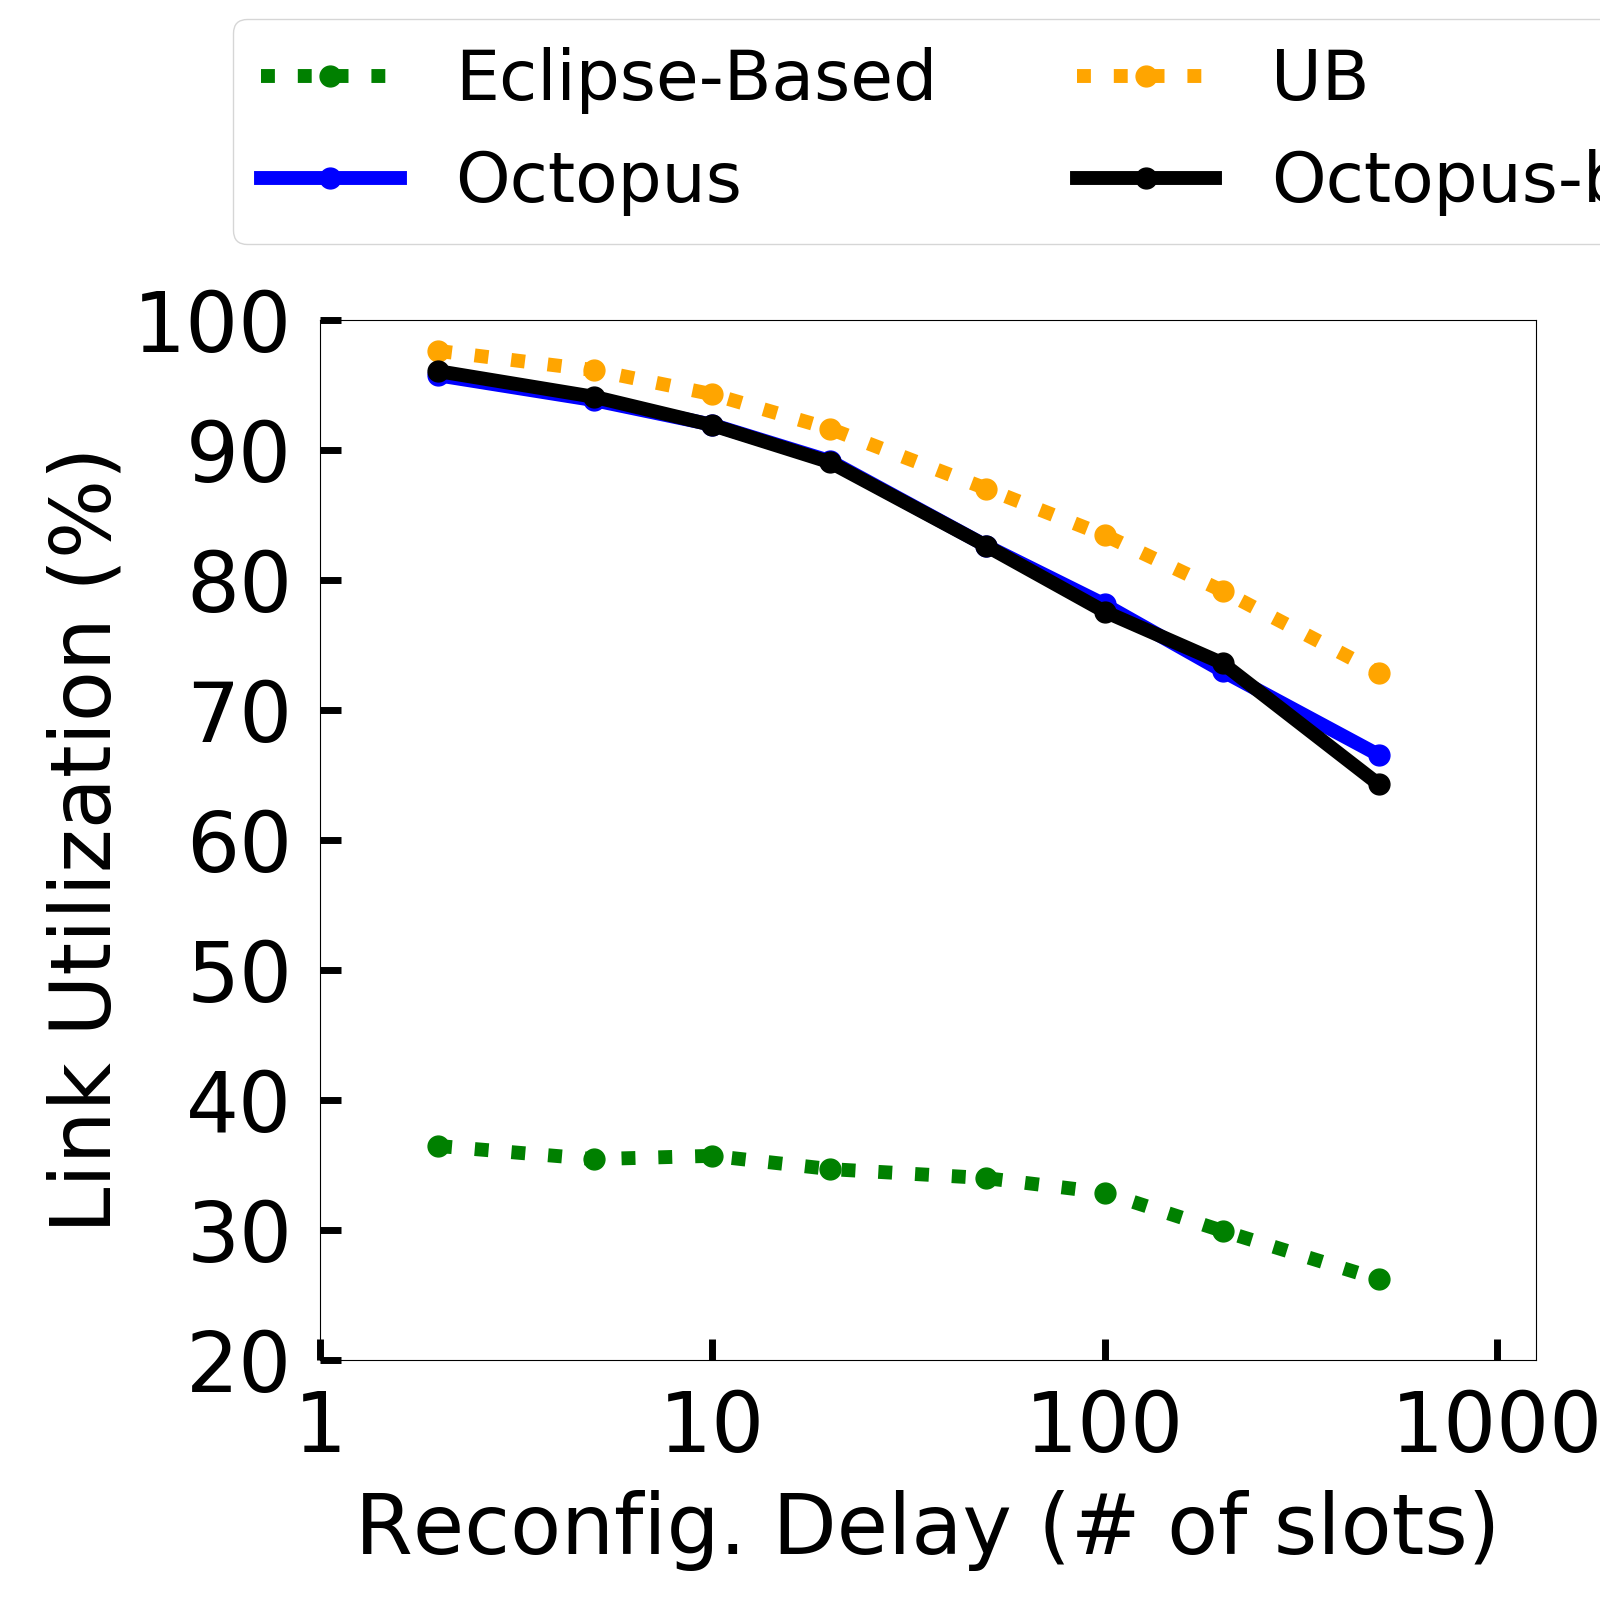 Eclipse-Based
UB
Octopus
Octopus-b
100
90
80
70
60
50
40
30
20
Link Utilization (%)
1
10
100
1000
Reconfig. Delay (# of slots)